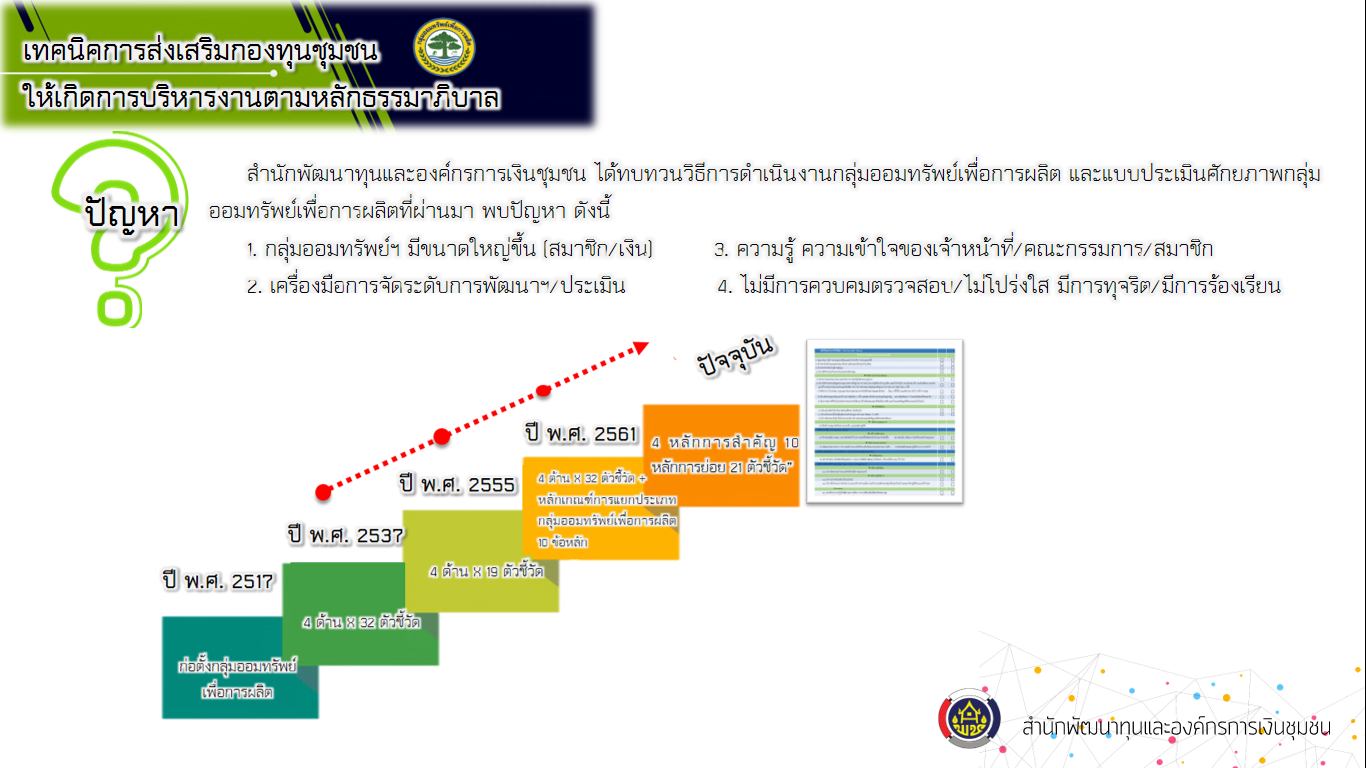 เทคนิคการส่งเสริมกองทุนชุมชน
ให้เกิดการบริหารงานตามหลักธรรมาภิบาล
ปัญหา
สำนักพัฒนาทุนและองค์กรการเงินชุมชน ได้ทบทวนวิธีการดำเนินงานกลุ่มออมทรัพย์เพื่อการผลิต และแบบประเมินศักยภาพกลุ่ม
ออมทรัพย์เพื่อการผลิตที่ผ่านมา พบปัญหา ดังนี้
1. กลุ่มออมทรัพย์ฯ มีขนาดใหญ่ขึ้น (สมาชิก/เงิน)
2. เครื่องมือการจัดระดับการพัฒนาฯ/ประเมิน
3. ความรู้ ความเข้าใจของเจ้าหน้าที่/คณะกรรมการ/สมาชิก
4. ไม่มีการควบคมตรวจสอบ/ไม่โปร่งใส มีการทุจริต/มีการร้องเรียน
ปี พ.ศ. 2517
ก่อตั้งกลุ่มออมทรัพย์
เพื่อการผลิต
ปี พ.ศ. 2537
4 ด้าน X 32 ตัวชี้วัด
ปี พ.ศ. 2555
4 ด้าน X 19 ตัวชี้วัด
ปี พ.ศ. 2561
4 ด้าน X 32 ตัวชี้วัด +
หลักเกณฑ์การแยกประเภท
กลุ่มออมทรัพย์เพื่อการผลิต
10 ข้อหลัก
ปัจจุบัน
4 หลักการสำคัญ 10
หลักการย่อย 21 ตัวชี้วัด"
สำนักพัฒนาทุนและองค์กรการเงินชุมชน